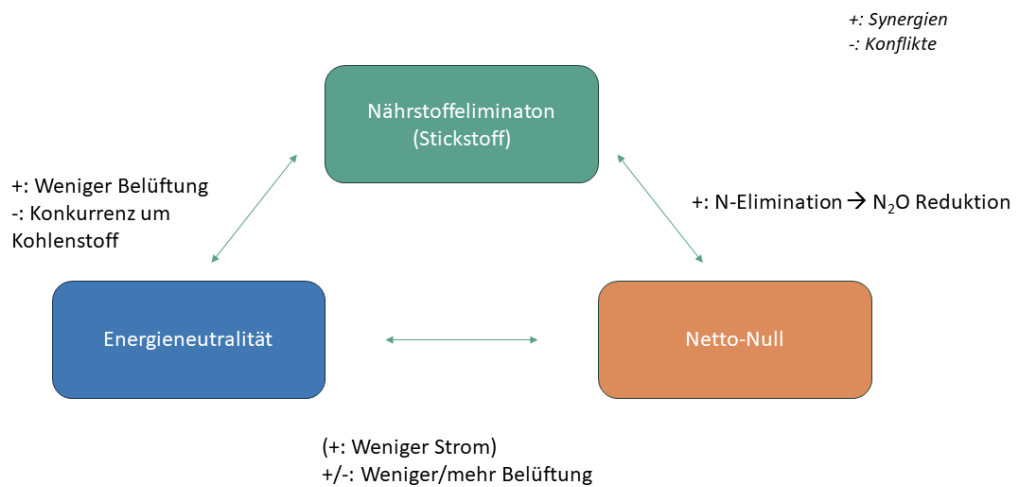 +: Synergien
-: Konflikte
Nährstoffeliminaton
(Stickstoff)
+: Weniger Belüftung
-: Konkurrenz um
Kohlenstoff
+: N-Elimination → N₂O Reduktion
Energieneutralität
Netto-Null
(+: Weniger Strom)
+/-: Weniger/mehr Belüftung